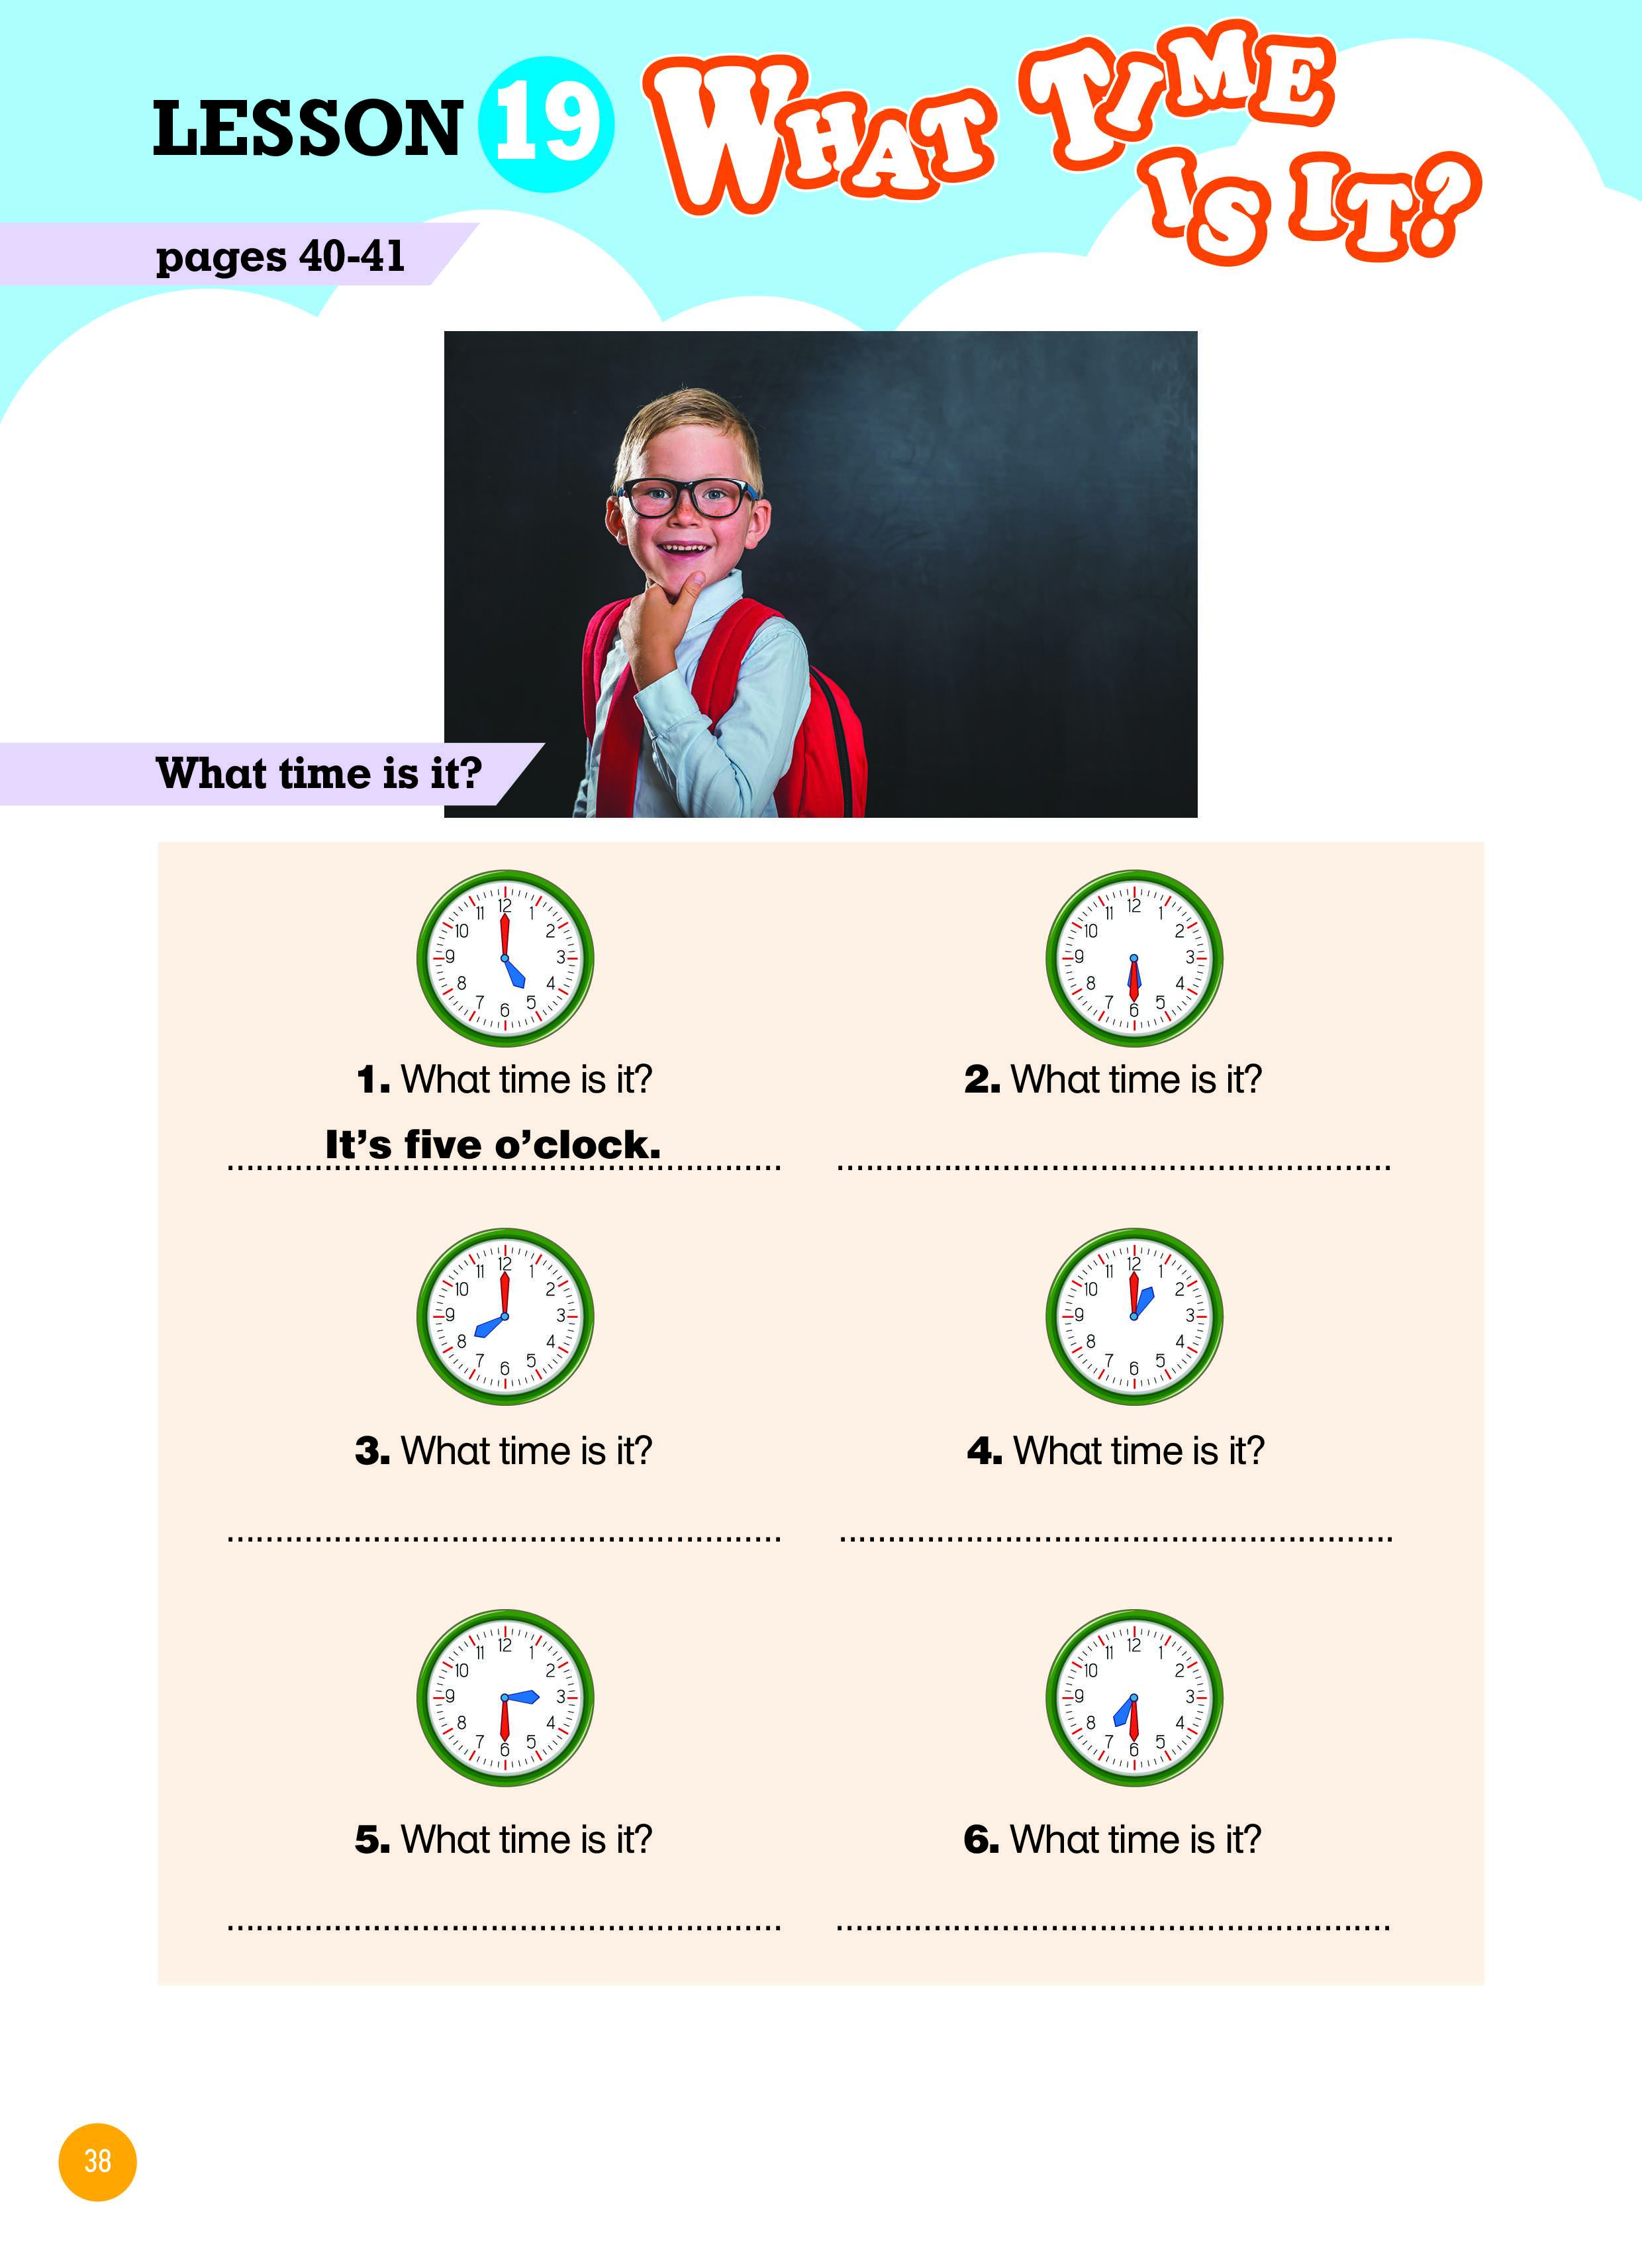 LESSON 19 WHAT TIME
IS IT?
pages 40-41
What time is it?
12 1 2 3 4 5 6 7 8 9 10 11
12 1 2 3 4 5 6 7 8 9 10 11
1. What time is it?
2. What time is it?
It's five o'clock.
12 1 2 3 4 5 6 7 8 9 10 11
12 1 2 3 4 5 6 7 8 9 10 11
3. What time is it?
4. What time is it?
12 1 2 3 4 5 6 7 8 9 10 11
12 1 2 3 4 5 6 7 8 9 10 11
5. What time is it?
6. What time is it?
38